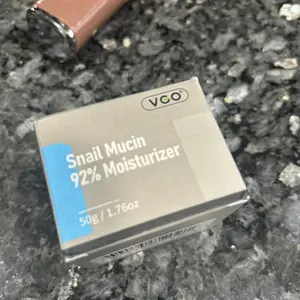 VCO
Snail Mucin
92% Moisturizer
50g / 1.76oz